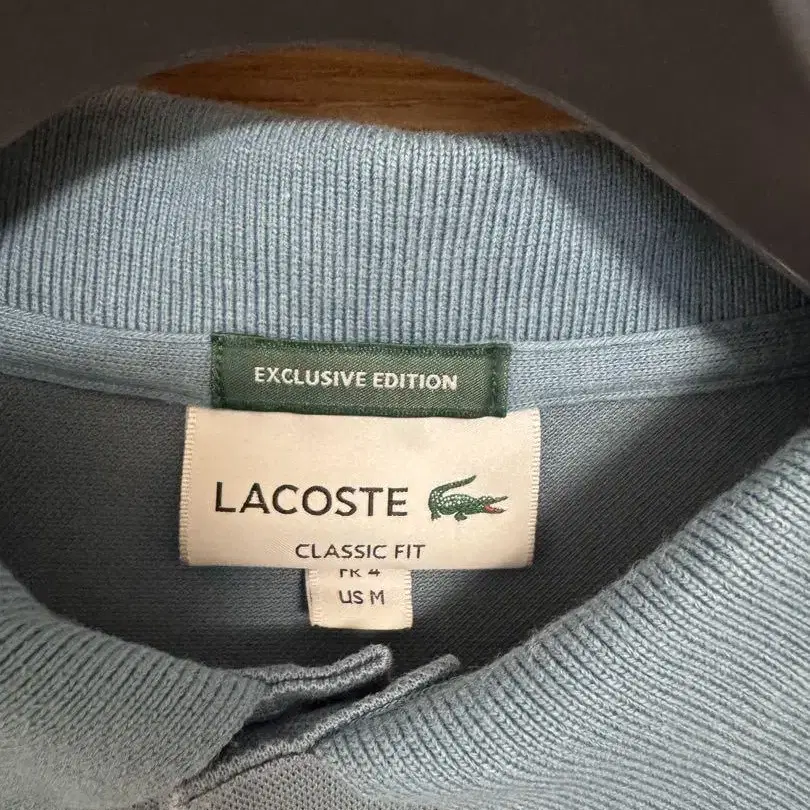 EXCLUSIVE EDITION
LACOSTE
CLASSIC FIT
FR 4
US M